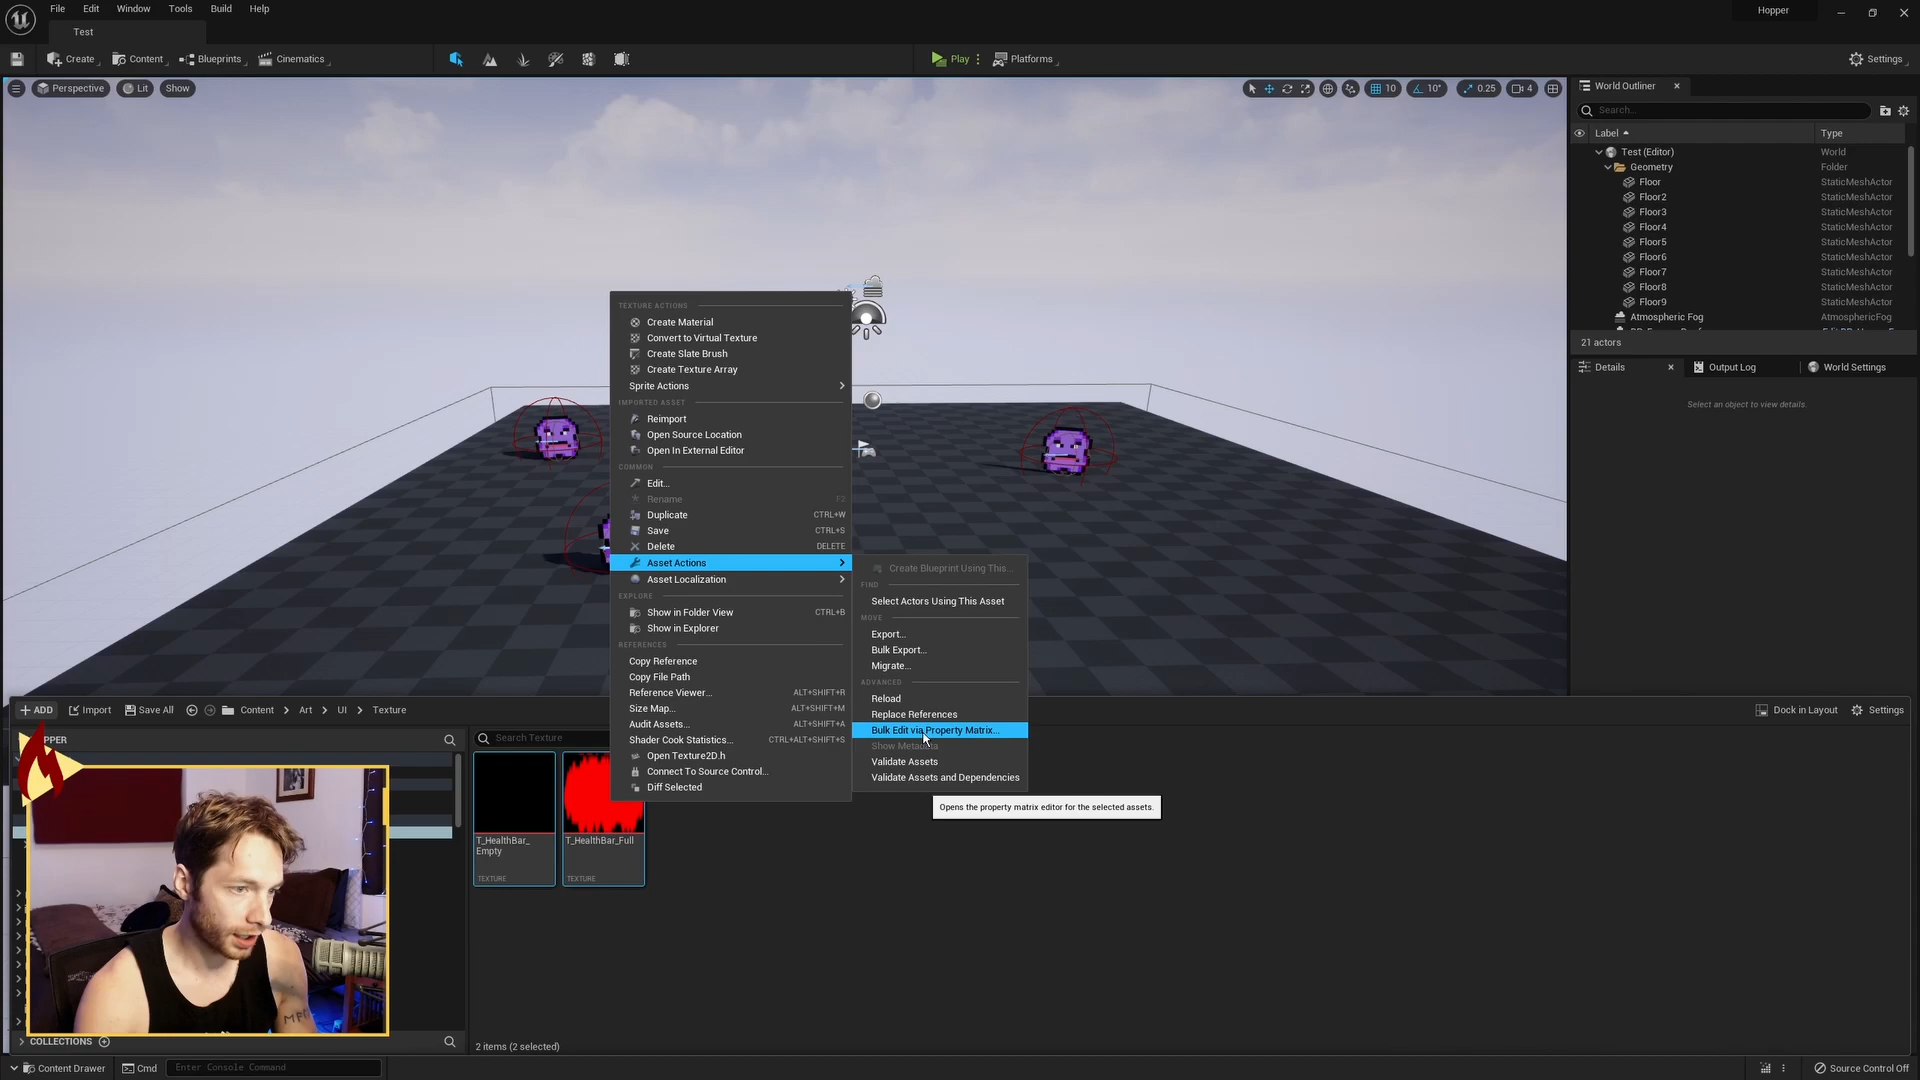 File Edit Window Tools Build Help
Hopper
Test
Create Content Blueprints Cinematics
Play Platforms
Settings
Perspective Lit Show
10 10° 0.25 4
World Outliner
Search...
Label Type
Test (Editor) World
Geometry Folder
Floor StaticMeshActor
Floor2 StaticMeshActor
Floor3 StaticMeshActor
Floor4 StaticMeshActor
Floor5 StaticMeshActor
Floor6 StaticMeshActor
Floor7 StaticMeshActor
Floor8 StaticMeshActor
Floor9 StaticMeshActor
Atmospheric Fog AtmosphericFog
21 actors
Details Output Log World Settings
Select an object to view details.
TEXTURE ACTIONS
Create Material
Convert to Virtual Texture
Create Slate Brush
Create Texture Array
Sprite Actions
IMPORTED ASSET
Reimport
Open Source Location
Open In External Editor
COMMON
Edit...
Rename F2
Duplicate CTRL+W
Save CTRL+S
Delete DELETE
Asset Actions
Asset Localization
EXPLORE
Show in Folder View CTRL+B
Show in Explorer
REFERENCES
Copy Reference
Copy File Path
Reference Viewer... ALT+SHIFT+R
Size Map... ALT+SHIFT+M
Audit Assets... ALT+SHIFT+A
Shader Cook Statistics... CTRL+ALT+SHIFT+S
Open Texture2D.h
Connect To Source Control...
Diff Selected
Create Blueprint Using This...
FIND
Select Actors Using This Asset
MOVE
Export...
Bulk Export...
Migrate...
ADVANCED
Reload
Replace References
Bulk Edit via Property Matrix...
Show Metadata
Validate Assets
Validate Assets and Dependencies
Opens the property matrix editor for the selected assets.
ADD Import Save All Content Art UI Texture
Dock in Layout Settings
PPER
Search Texture
T_HealthBar_
Empty
TEXTURE
T_HealthBar_Full
TEXTURE
COLLECTIONS
2 items (2 selected)
Content Drawer Cmd Enter Console Command
Source Control Off